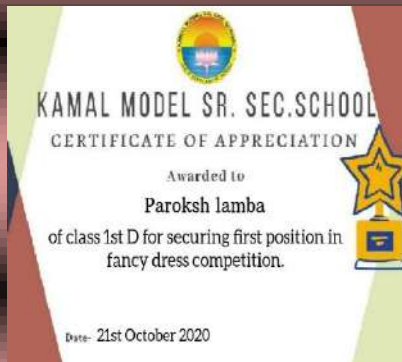 KAMAL MODEL SR. SEC.SCHOOL
CERTIFICATE OF APPRECIATION
Awarded to
Paroksh lamba
of class 1st D for securing first position in
fancy dress competition.
Date- 21st October 2020